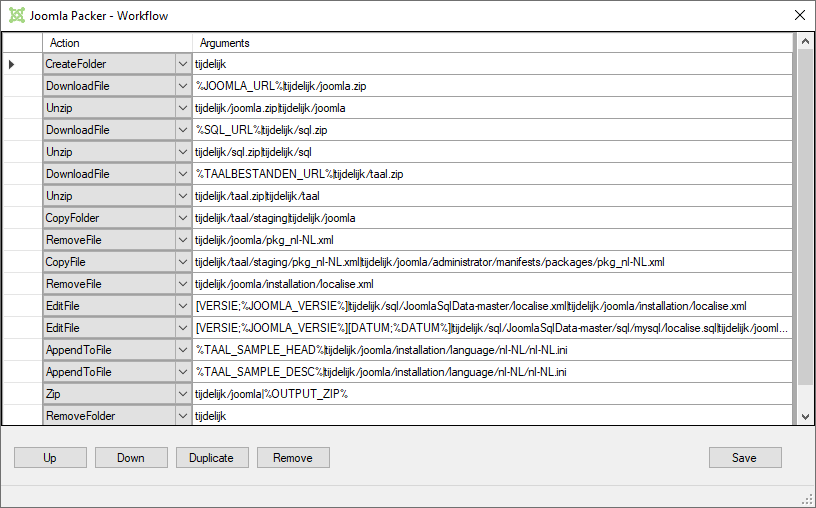 Joomla Packer - Workflow
Action Arguments
CreateFolder tijdelijk
DownloadFile %JOOMLA_URL%|tijdelijk/joomla.zip
Unzip tijdelijk/joomla.zip|tijdelijk/joomla
DownloadFile %SQL_URL%|tijdelijk/sql.zip
Unzip tijdelijk/sql.zip|tijdelijk/sql
DownloadFile %TAALBESTANDEN_URL%|tijdelijk/taal.zip
Unzip tijdelijk/taal.zip|tijdelijk/taal
CopyFolder tijdelijk/taal/staging|tijdelijk/joomla
RemoveFile tijdelijk/joomla/pkg_nl-NL.xml
CopyFile tijdelijk/taal/staging/pkg_nl-NL.xml|tijdelijk/joomla/administrator/manifests/packages/pkg_nl-NL.xml
RemoveFile tijdelijk/joomla/installation/localise.xml
EditFile [VERSIE;%JOOMLA_VERSIE%]|tijdelijk/sql/JoomlaSqlData-master/localise.xml|tijdelijk/joomla/installation/localise.xml
EditFile [VERSIE;%JOOMLA_VERSIE%][DATUM;%DATUM%]|tijdelijk/sql/JoomlaSqlData-master/sql/mysql/localise.sql|tijdelijk/jooml...
AppendToFile %TAAL_SAMPLE_HEAD%|tijdelijk/joomla/installation/language/nl-NL/nl-NL.ini
AppendToFile %TAAL_SAMPLE_DESC%|tijdelijk/joomla/installation/language/nl-NL/nl-NL.ini
Zip tijdelijk/joomla|%OUTPUT_ZIP%
RemoveFolder tijdelijk
Up Down Duplicate Remove Save